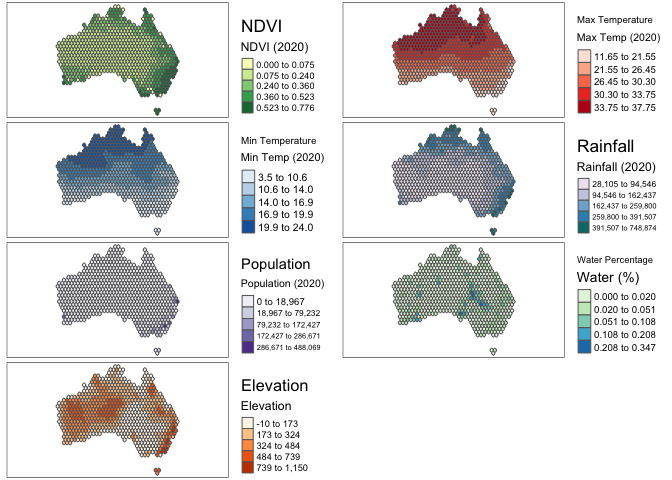 NDVI
NDVI (2020)
0.000 to 0.075
0.075 to 0.240
0.240 to 0.360
0.360 to 0.523
0.523 to 0.776
Max Temperature
Max Temp (2020)
11.65 to 21.55
21.55 to 26.45
26.45 to 30.30
30.30 to 33.75
33.75 to 37.75
Min Temperature
Min Temp (2020)
3.5 to 10.6
10.6 to 14.0
14.0 to 16.9
16.9 to 19.9
19.9 to 24.0
Rainfall
Rainfall (2020)
28,105 to 94,546
94,546 to 162,437
162,437 to 259,800
259,800 to 391,507
391,507 to 748,874
Population
Population (2020)
0 to 18,967
18,967 to 79,232
79,232 to 172,427
172,427 to 286,671
286,671 to 488,069
Water Percentage
Water (%)
0.000 to 0.020
0.020 to 0.051
0.051 to 0.108
0.108 to 0.208
0.208 to 0.347
Elevation
Elevation
-10 to 173
173 to 324
324 to 484
484 to 739
739 to 1,150